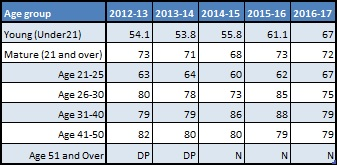 Age group 2012-13 2013-14 2014-15 2015-16 2016-17
Young (Under21) 54.1 53.8 55.8 61.1 67
Mature (21 and over) 73 71 68 73 72
Age 21-25 63 64 60 62 67
Age 26-30 80 78 73 85 75
Age 31-40 79 79 86 88 79
Age 41-50 82 80 80 79 79
Age 51 and Over DP DP N N N